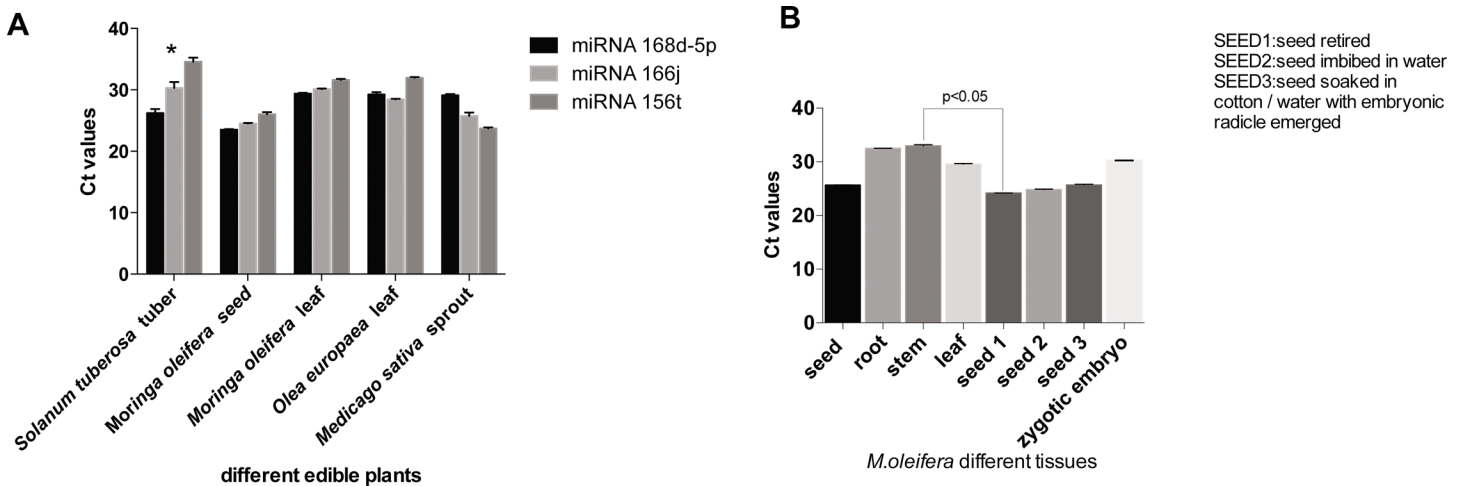 A
40
30
20
10
0
Ct values
*
miRNA 168d-5p
miRNA 166j
miRNA 156t
Solanum tuberosa tuber
Moringa oleifera seed
Moringa oleifera leaf
Olea europaea leaf
Medicago sativa sprout
different edible plants
B
40
30
20
10
0
Ct values
p<0.05
seed
root
stem
leaf
seed 1
seed 2
seed 3
zygotic embryo
M.oleifera different tissues
SEED1:seed retired
SEED2:seed imbibed in water
SEED3:seed soaked in
cotton / water with embryonic
radicle emerged